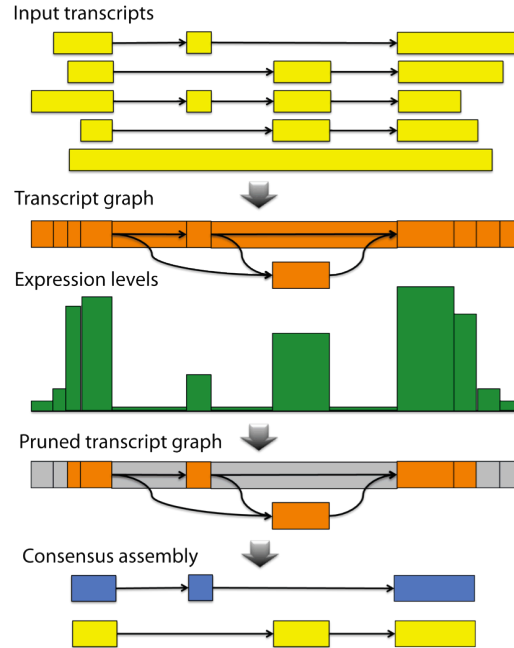 Input transcripts
Transcript graph
Expression levels
Pruned transcript graph
Consensus assembly